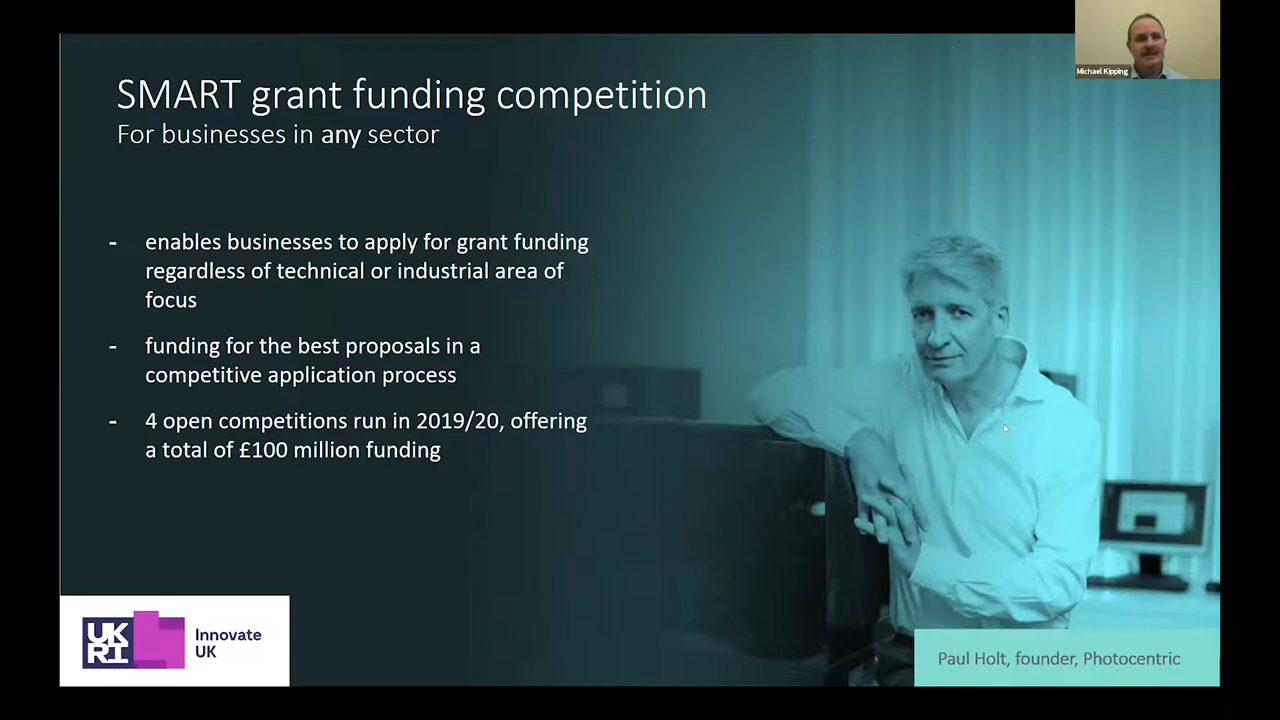 Michael Kipping
SMART grant funding competition
For businesses in any sector
- enables businesses to apply for grant funding
regardless of technical or industrial area of
focus
- funding for the best proposals in a
competitive application process
- 4 open competitions run in 2019/20, offering
a total of £100 million funding
UK
RI
Innovate
UK
Paul Holt, founder, Photocentric